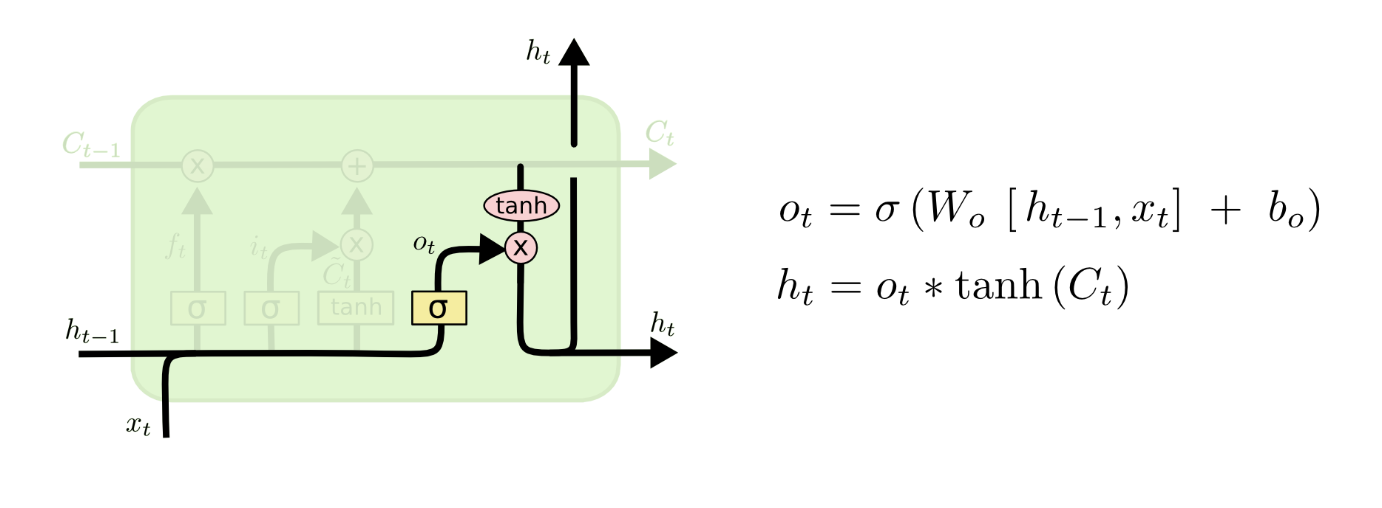 h_t
C_{t-1}
C_t
x
+
tanh
f_t
i_t
x
o_t
x
C̃_t
σ
σ
tanh
σ
h_{t-1}
h_t
x_t
o_t = σ (W_o [h_{t-1}, x_t] + b_o)
h_t = o_t * tanh (C_t)